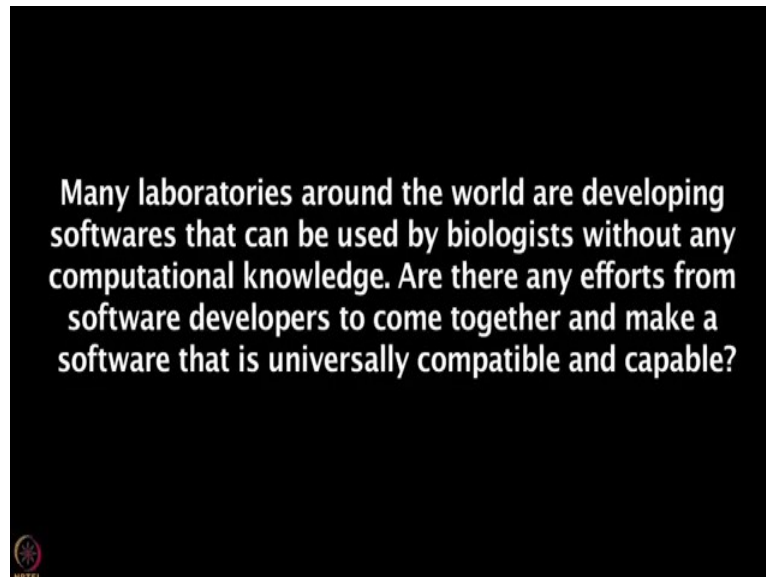 Many laboratories around the world are developing
softwares that can be used by biologists without any
computational knowledge. Are there any efforts from
software developers to come together and make a
software that is universally compatible and capable?
NPTEL